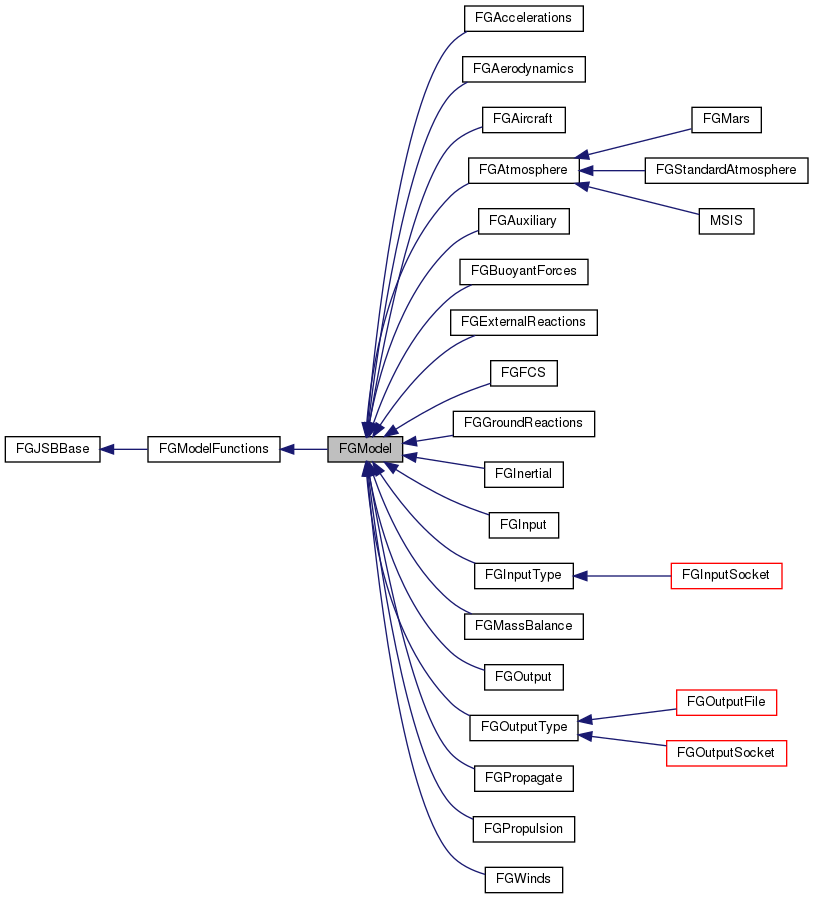 FGAccelerations
FGAerodynamics
FGAircraft
FGMars
FGAtmosphere
FGStandardAtmosphere
FGAuxiliary
MSIS
FGBuoyantForces
FGExternalReactions
FGFCS
FGGroundReactions
FGJSBBase
FGModelFunctions
FGModel
FGInertial
FGInput
FGInputType
FGInputSocket
FGMassBalance
FGOutput
FGOutputFile
FGOutputType
FGOutputSocket
FGPropagate
FGPropulsion
FGWinds